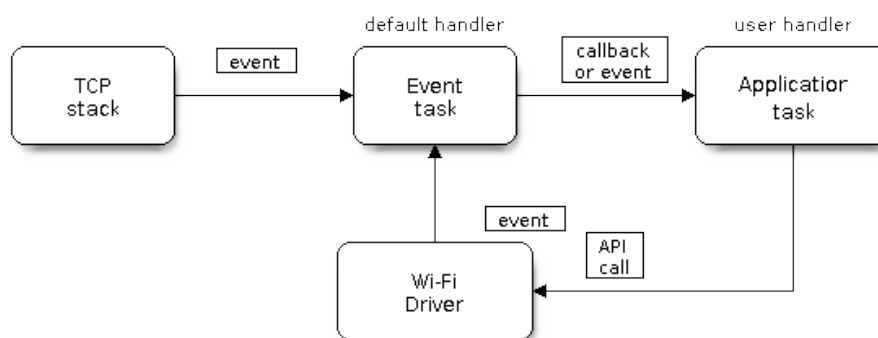 default handler
user handler
event
callback
or event
TCP
stack
Event
task
Application
task
event
API
call
Wi-Fi
Driver